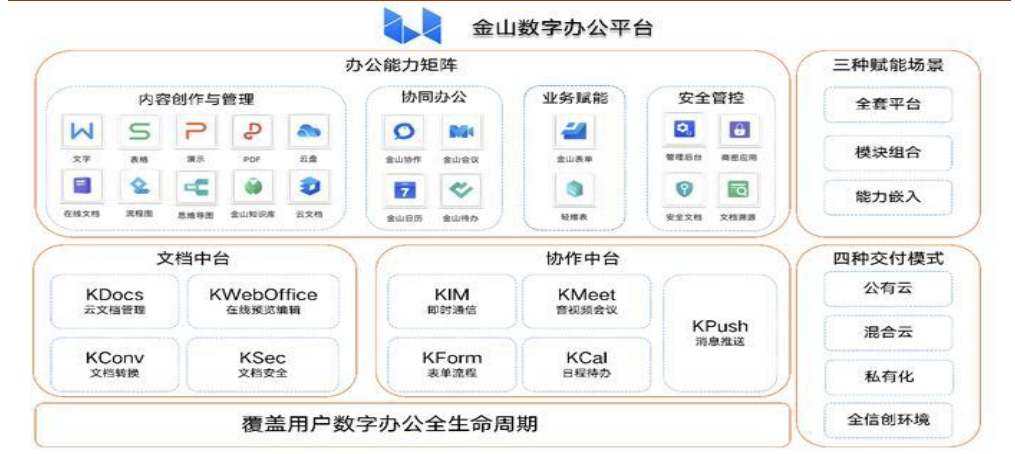 金山数字办公平台
办公能力矩阵
内容创作与管理
文字 表格 演示 PDF 云盘
在线文档 流程图 思维导图 金山知识库 云文档
协同办公
金山协作 金山会议
7
金山日历 金山待办
业务赋能
金山表单
轻维表
安全管控
管理后台 商密应用
安全文档 文档溯源
三种赋能场景
全套平台
模块组合
能力嵌入
文档中台
KDocs
云文档管理
KWebOffice
在线预览编辑
KConv
文档转换
KSec
文档安全
协作中台
KIM
即时通信
KMeet
音视频会议
KForm
表单流程
KCal
日程待办
KPush
消息推送
四种交付模式
公有云
混合云
私有化
全信创环境
覆盖用户数字办公全生命周期